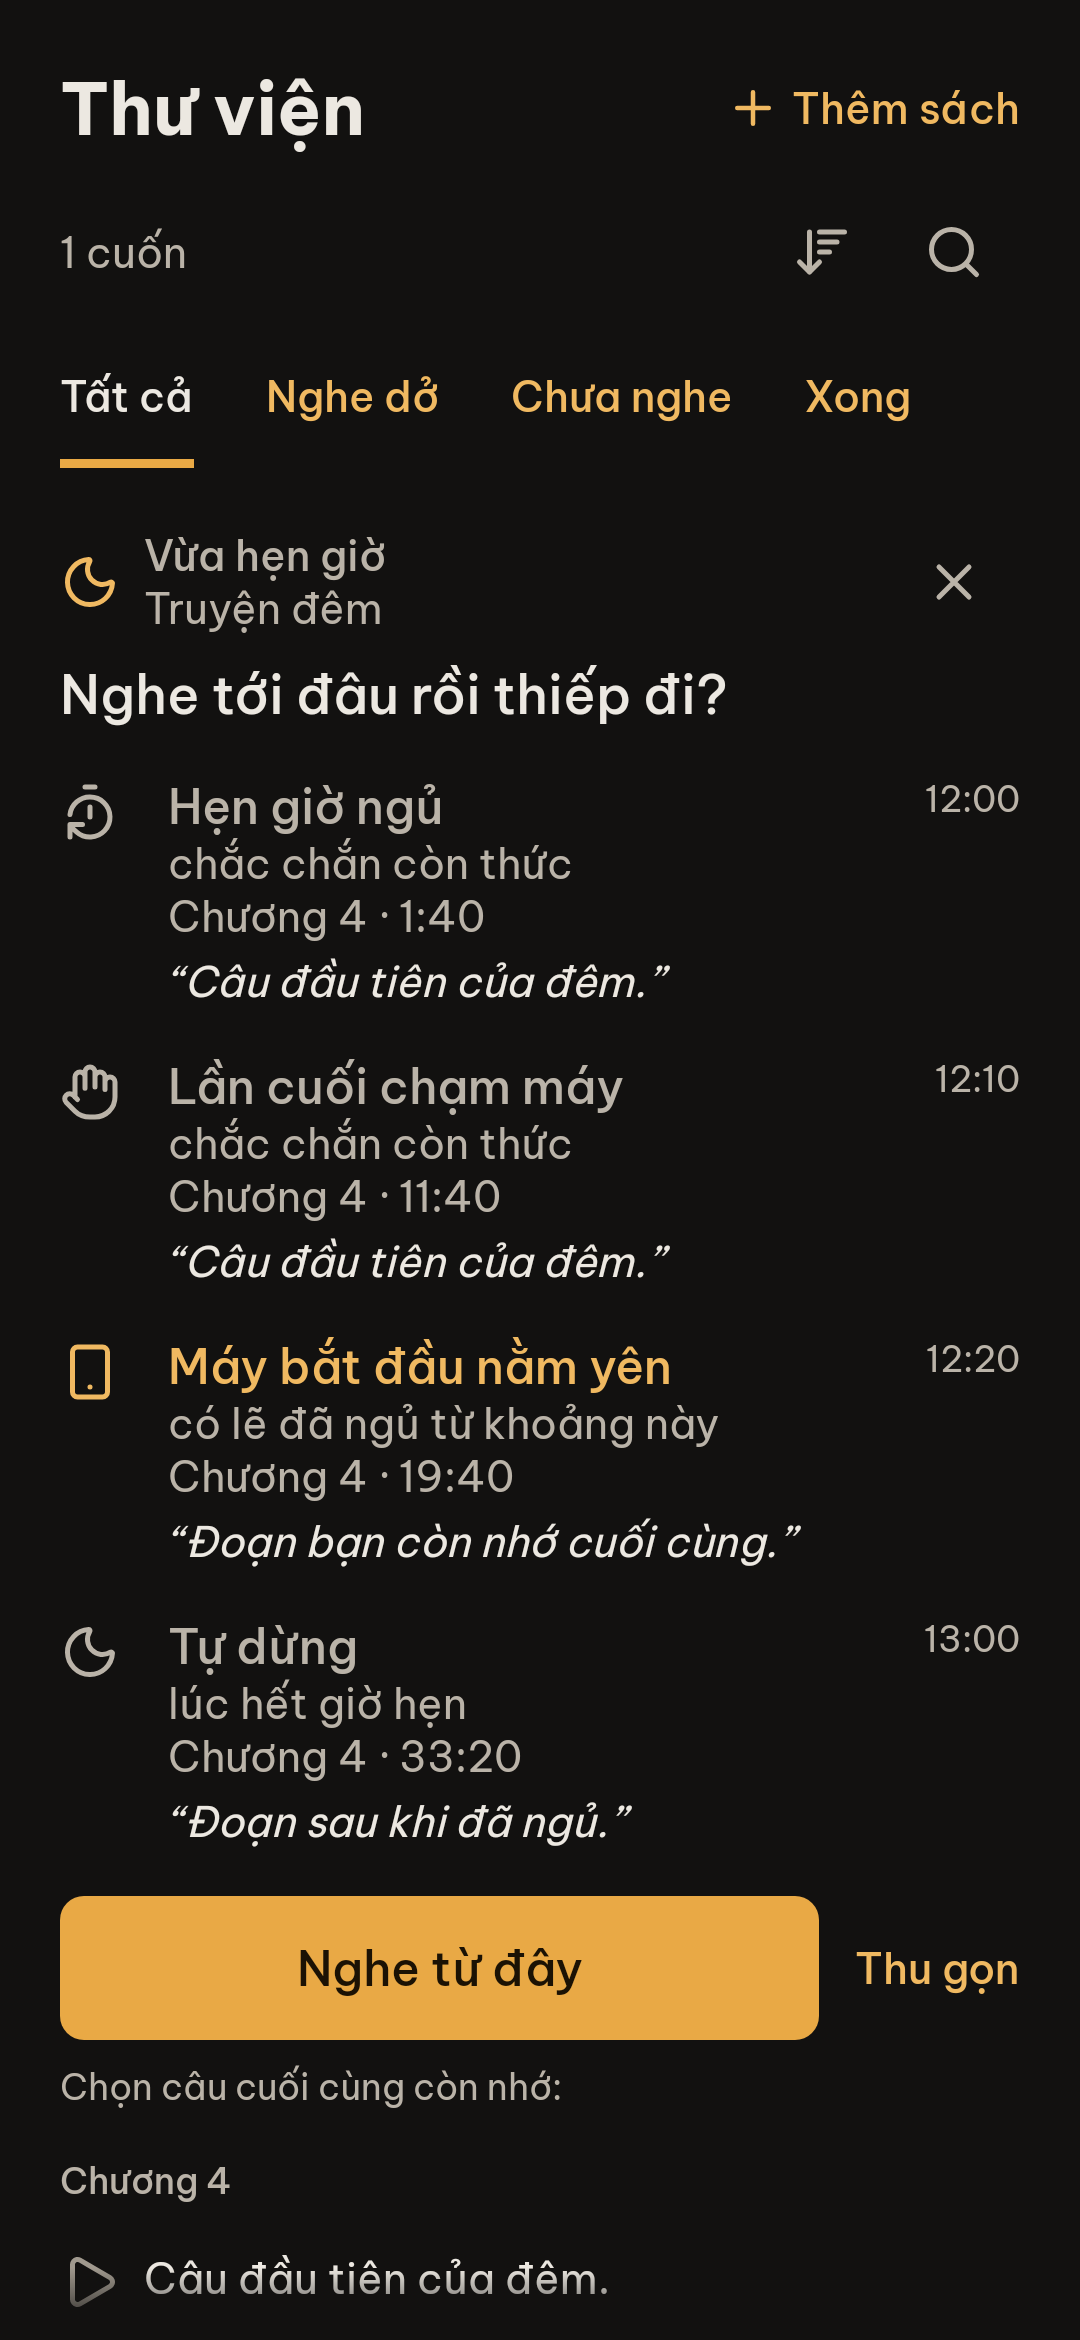 Thư viện
Thêm sách
1 cuốn
Tất cả
Nghe dở
Chưa nghe
Xong
Vừa hẹn giờ
Truyện đêm
Nghe tới đâu rồi thiếp đi?
Hẹn giờ ngủ
12:00
chắc chắn còn thức
Chương 4 · 1:40
“Câu đầu tiên của đêm.”
Lần cuối chạm máy
12:10
chắc chắn còn thức
Chương 4 · 11:40
“Câu đầu tiên của đêm.”
Máy bắt đầu nằm yên
12:20
có lẽ đã ngủ từ khoảng này
Chương 4 · 19:40
“Đoạn bạn còn nhớ cuối cùng.”
Tự dừng
13:00
lúc hết giờ hẹn
Chương 4 · 33:20
“Đoạn sau khi đã ngủ.”
Nghe từ đây
Thu gọn
Chọn câu cuối cùng còn nhớ:
Chương 4
Câu đầu tiên của đêm.